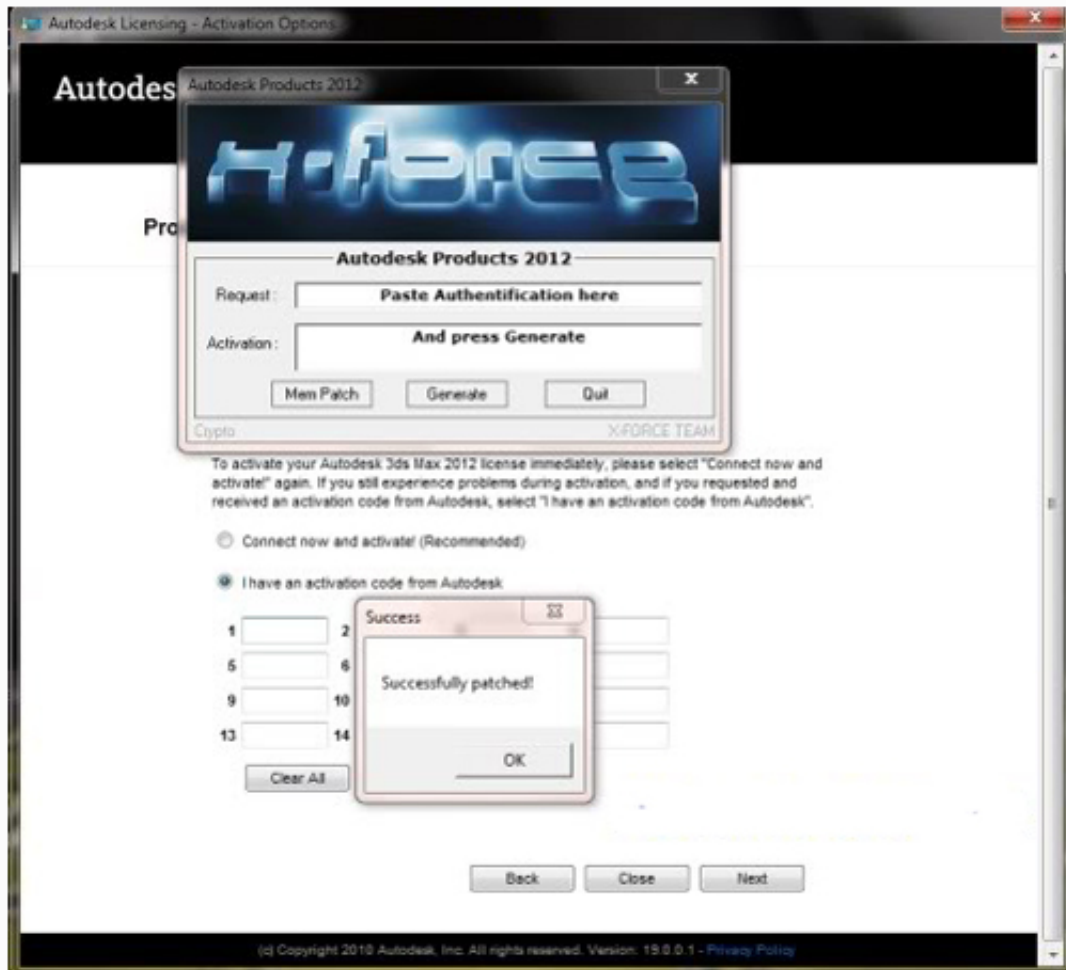 Autodesk Licensing - Activation Options
Autodes
Autodesk Products 2012
x-force
Pro
Autodesk Products 2012
Request :
Paste Authentification here
Activation :
And press Generate
Mem Patch
Generate
Quit
Crypto
X-FORCE TEAM
To activate your Autodesk 3ds Max 2012 license immediately, please select "Connect now and
activate!" again. If you still experience problems during activation, and if you requested and
received an activation code from Autodesk, select "I have an activation code from Autodesk".
Connect now and activate! (Recommended)
I have an activation code from Autodesk
Success
1 2
5 6
Successfully patched!
9 10
13 14
OK
Clear All
Back
Close
Next
(c) Copyright 2010 Autodesk, Inc. All rights reserved. Version: 19.0.0.1 - Privacy Policy